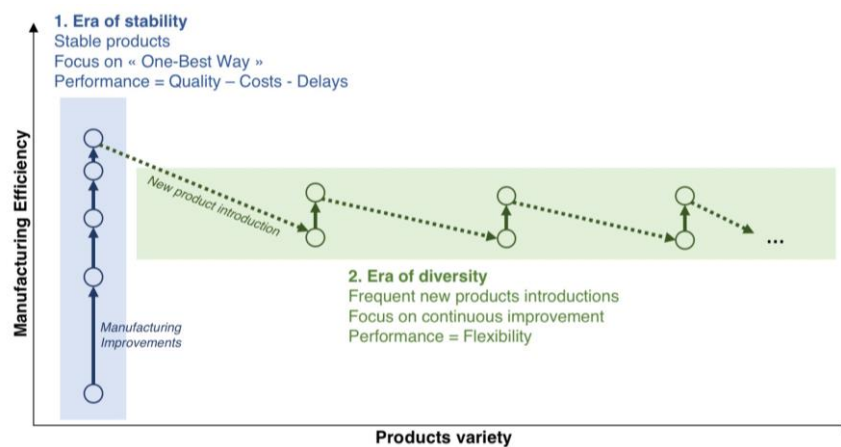 1. Era of stability
Stable products
Focus on « One-Best Way »
Performance = Quality – Costs - Delays
Manufacturing Efficiency
New product introduction
Manufacturing
Improvements
...
2. Era of diversity
Frequent new products introductions
Focus on continuous improvement
Performance = Flexibility
Products variety